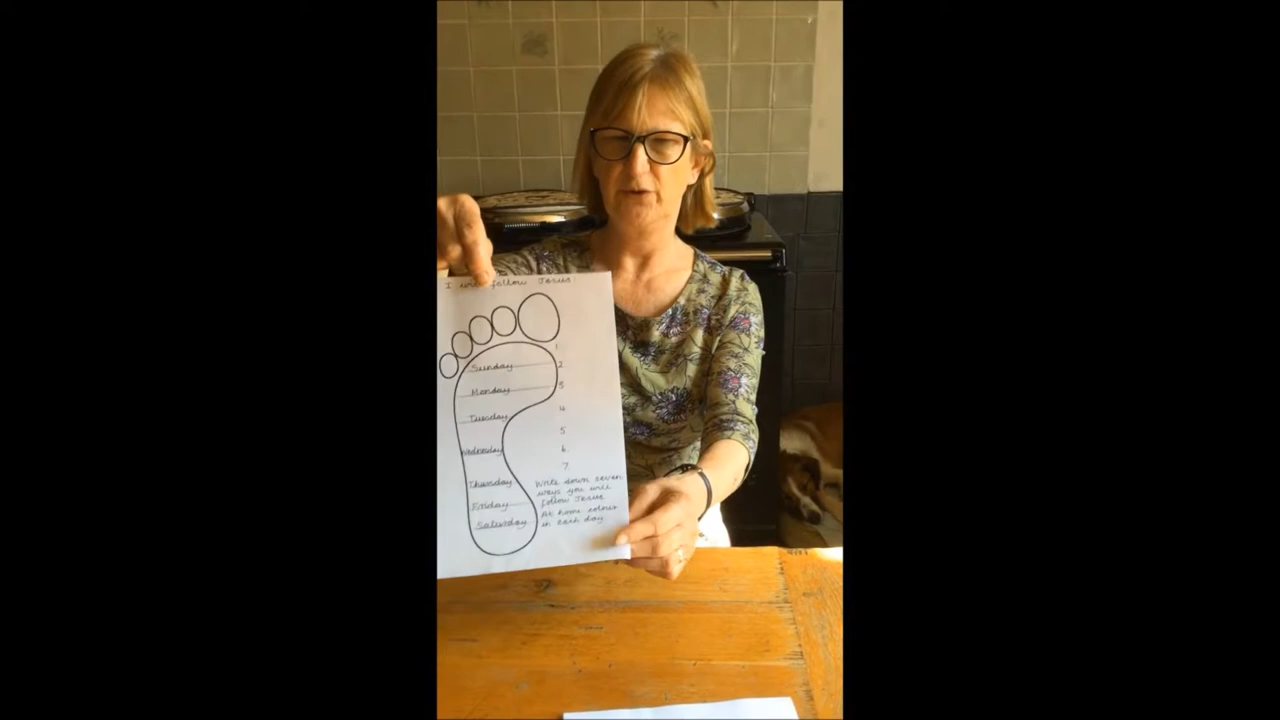 I will follow Jesus!
Sunday
Monday
Tuesday
Wednesday
Thursday
Friday
Saturday
1.
2.
3
4
5
6.
7.
Write down seven
ways you will
follow Jesus
At home colour
in each day